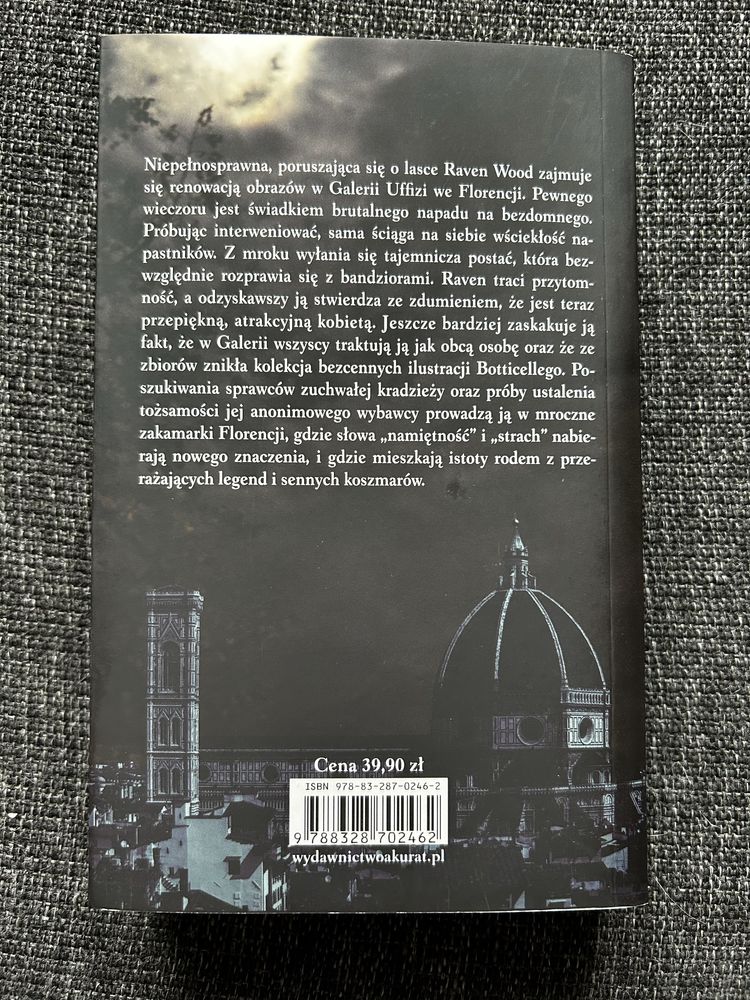 Niepełnosprawna, poruszająca się o lasce Raven Wood zajmuje
się renowacją obrazów w Galerii Uffizi we Florencji. Pewnego
wieczoru jest świadkiem brutalnego napadu na bezdomnego.
Próbując interweniować, sama ściąga na siebie wściekłość na-
pastników. Z mroku wyłania się tajemnicza postać, która bez-
względnie rozprawia się z bandziorami. Raven traci przytom-
ność, a odzyskawszy ją stwierdza ze zdumieniem, że jest teraz
przepiękną, atrakcyjną kobietą. Jeszcze bardziej zaskakuje ją
fakt, że w Galerii wszyscy traktują ją jak obcą osobę oraz że ze
zbiorów znikła kolekcja bezcennych ilustracji Botticellego. Po-
szukiwania sprawców zuchwałej kradzieży oraz próby ustalenia
tożsamości jej anonimowego wybawcy prowadzą ją w mroczne
zakamarki Florencji, gdzie słowa „namiętność” i „strach” nabie-
rają nowego znaczenia, i gdzie mieszkają istoty rodem z prze-
rażających legend i sennych koszmarów.
Cena 39,90 zł
ISBN 978-83-287-0246-2
9 788328 702462
wydawnictwoakurat.pl